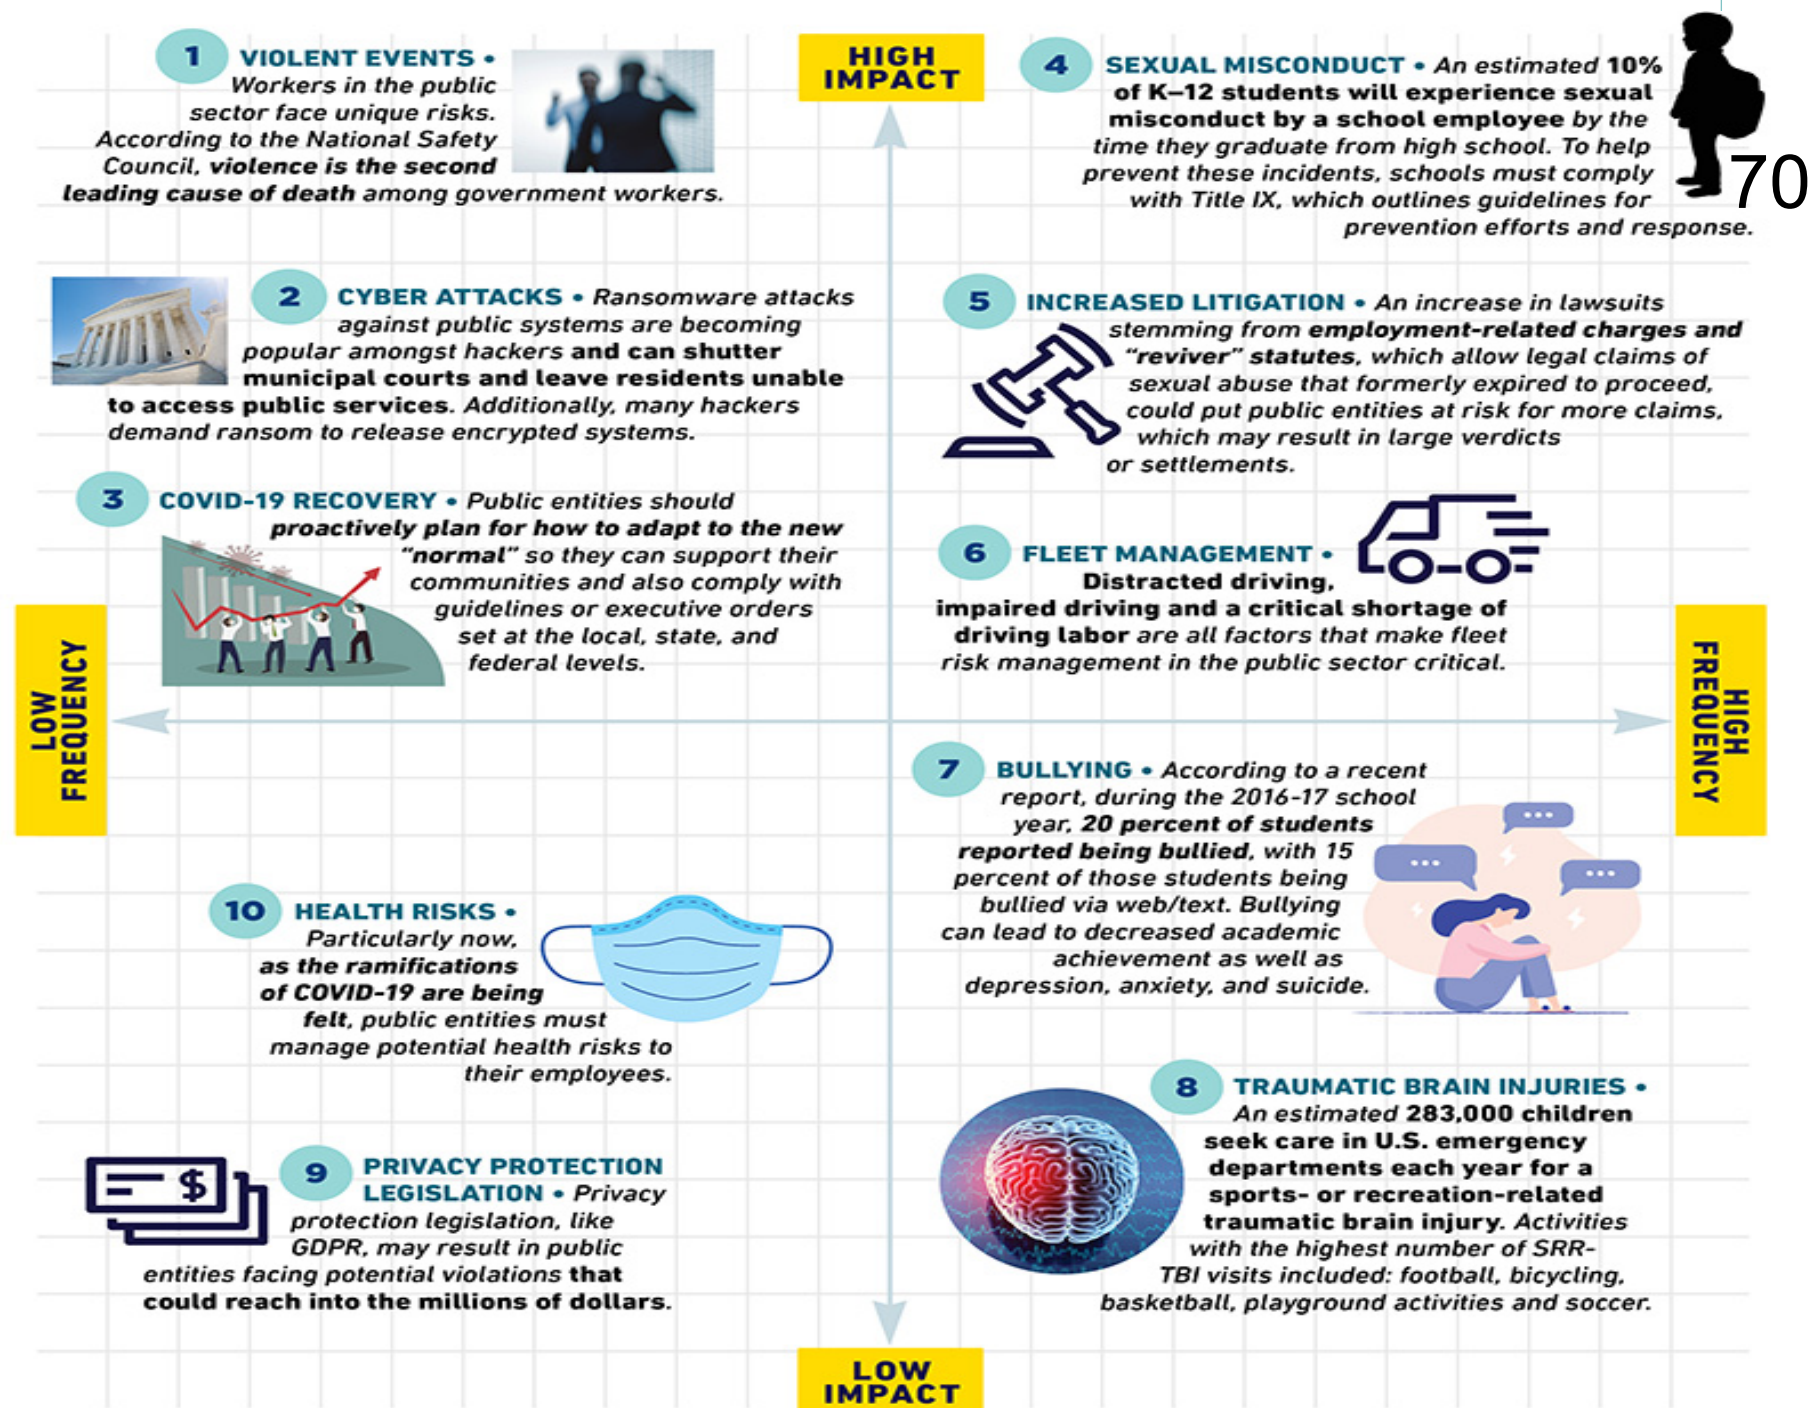 HIGH
IMPACT
1
VIOLENT EVENTS •
Workers in the public
sector face unique risks.
According to the National Safety
Council, violence is the second
leading cause of death among government workers.
2
CYBER ATTACKS • Ransomware attacks
against public systems are becoming
popular amongst hackers and can shutter
municipal courts and leave residents unable
to access public services. Additionally, many hackers
demand ransom to release encrypted systems.
3
COVID-19 RECOVERY • Public entities should
proactively plan for how to adapt to the new
“normal” so they can support their
communities and also comply with
guidelines or executive orders
set at the local, state, and
federal levels.
4
SEXUAL MISCONDUCT • An estimated 10%
of K–12 students will experience sexual
misconduct by a school employee by the
time they graduate from high school. To help
prevent these incidents, schools must comply
with Title IX, which outlines guidelines for
prevention efforts and response.
70
5
INCREASED LITIGATION • An increase in lawsuits
stemming from employment-related charges and
“reviver” statutes, which allow legal claims of
sexual abuse that formerly expired to proceed,
could put public entities at risk for more claims,
which may result in large verdicts
or settlements.
6
FLEET MANAGEMENT •
Distracted driving,
impaired driving and a critical shortage of
driving labor are all factors that make fleet
risk management in the public sector critical.
LOW
FREQUENCY
HIGH
FREQUENCY
7
BULLYING • According to a recent
report, during the 2016-17 school
year, 20 percent of students
reported being bullied, with 15
percent of those students being
bullied via web/text. Bullying
can lead to decreased academic
achievement as well as
depression, anxiety, and suicide.
10
HEALTH RISKS •
Particularly now,
as the ramifications
of COVID-19 are being
felt, public entities must
manage potential health risks to
their employees.
8
TRAUMATIC BRAIN INJURIES •
An estimated 283,000 children
seek care in U.S. emergency
departments each year for a
sports- or recreation-related
traumatic brain injury. Activities
with the highest number of SRR-
TBI visits included: football, bicycling,
basketball, playground activities and soccer.
9
PRIVACY PROTECTION
LEGISLATION • Privacy
protection legislation, like
GDPR, may result in public
entities facing potential violations that
could reach into the millions of dollars.
$
LOW
IMPACT